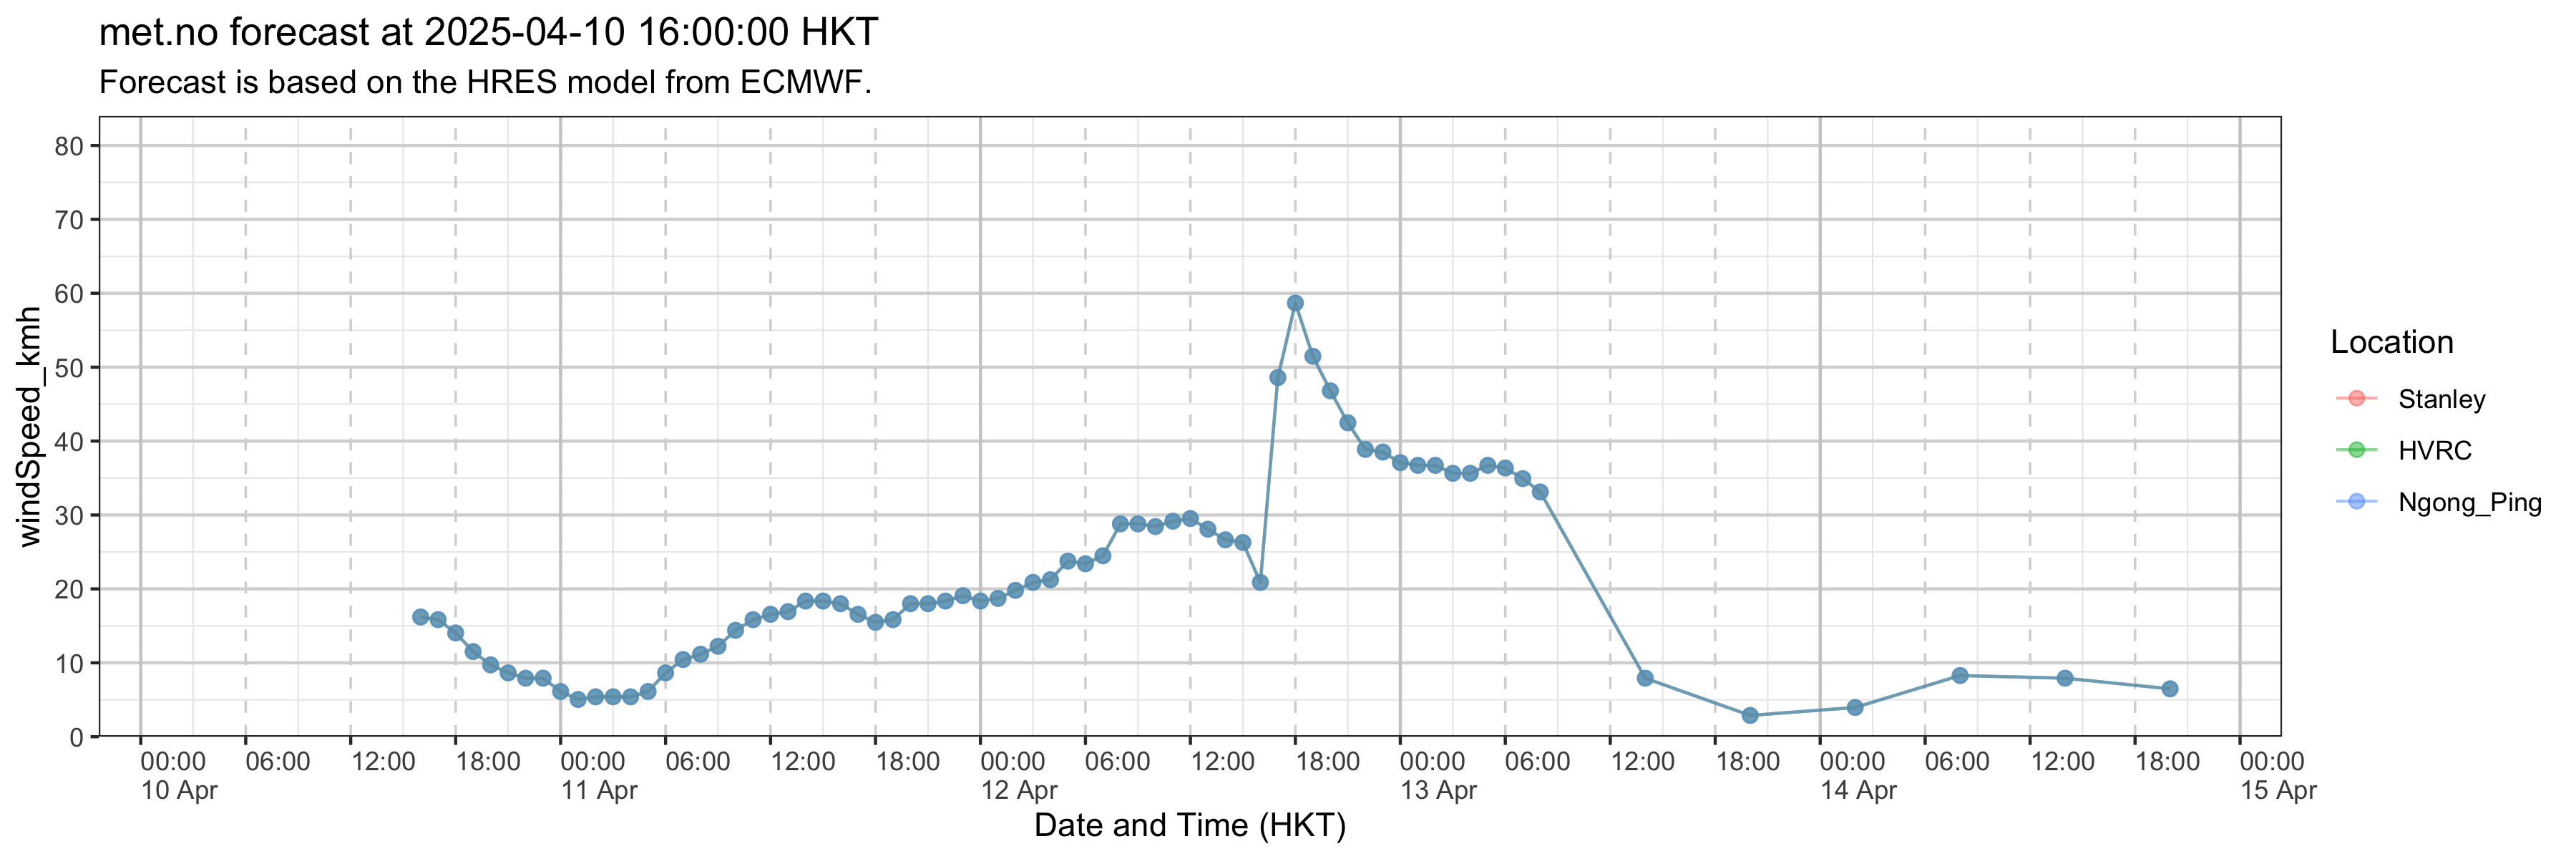 met.no forecast at 2025-04-10 16:00:00 HKT
Forecast is based on the HRES model from ECMWF.
windSpeed_kmh
80
70
60
50
40
30
20
10
0
00:00 06:00 12:00 18:00 00:00 06:00 12:00 18:00 00:00 06:00 12:00 18:00 00:00 06:00 12:00 18:00 00:00 06:00 12:00 18:00 00:00
10 Apr 11 Apr 12 Apr 13 Apr 14 Apr 15 Apr
Date and Time (HKT)
Location
Stanley
HVRC
Ngong_Ping